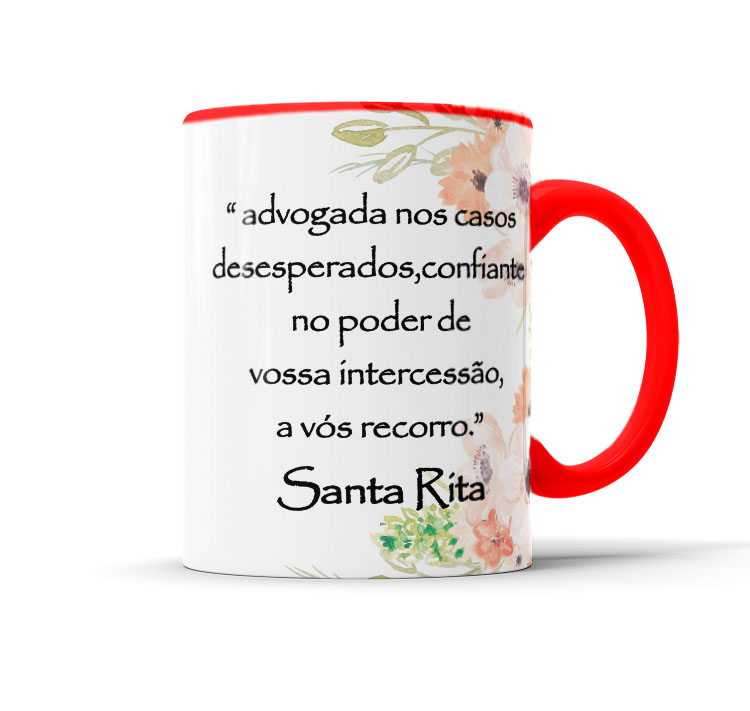 “ advogada nos casos
desesperados,confiante
no poder de
vossa intercessão,
a vós recorro.”
Santa Rita